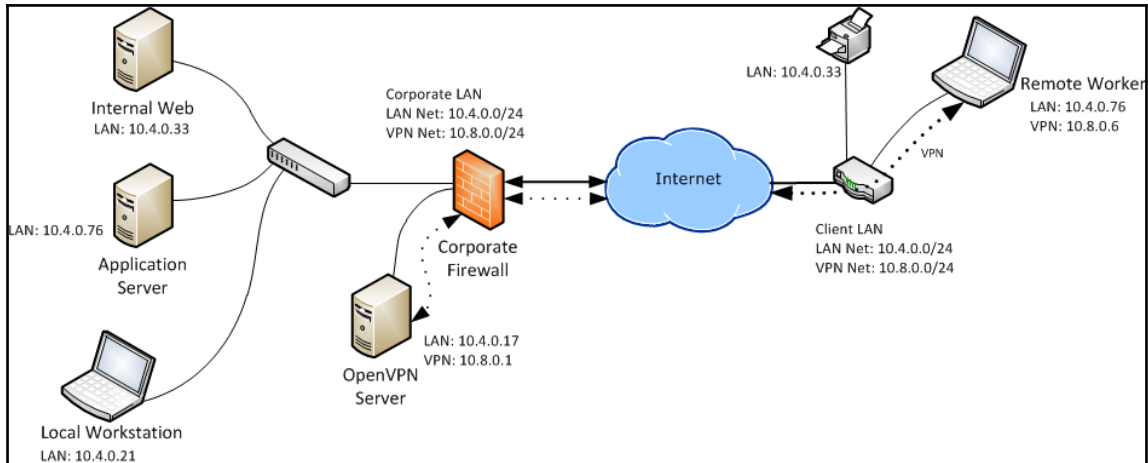 Internal Web
LAN: 10.4.0.33
LAN: 10.4.0.76
Application
Server
Local Workstation
LAN: 10.4.0.21
Corporate LAN
LAN Net: 10.4.0.0/24
VPN Net: 10.8.0.0/24
Corporate
Firewall
LAN: 10.4.0.17
VPN: 10.8.0.1
OpenVPN
Server
Internet
LAN: 10.4.0.33
Remote Worker
LAN: 10.4.0.76
VPN: 10.8.0.6
VPN
Client LAN
LAN Net: 10.4.0.0/24
VPN Net: 10.8.0.0/24